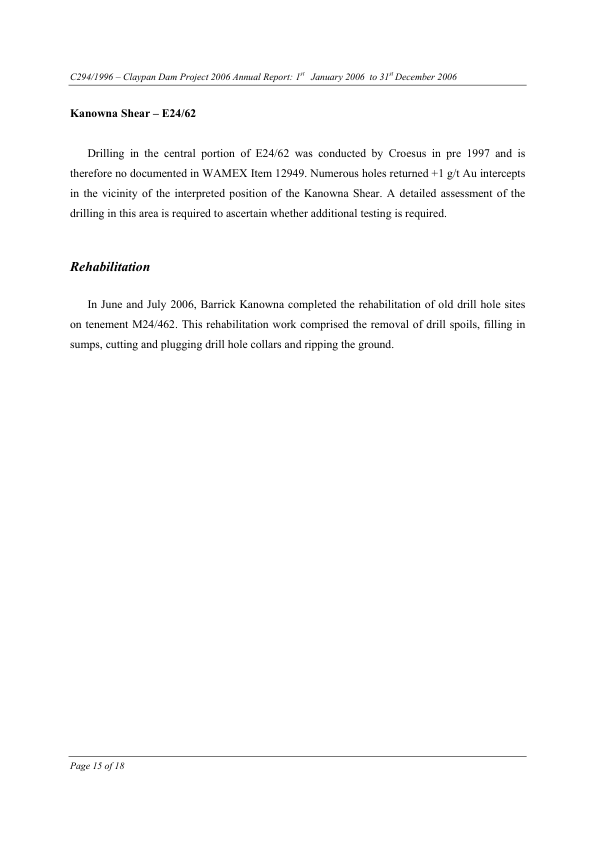 C294/1996 – Claypan Dam Project 2006 Annual Report: 1st January 2006 to 31st December 2006
Kanowna Shear – E24/62
Drilling in the central portion of E24/62 was conducted by Croesus in pre 1997 and is
therefore no documented in WAMEX Item 12949. Numerous holes returned +1 g/t Au intercepts
in the vicinity of the interpreted position of the Kanowna Shear. A detailed assessment of the
drilling in this area is required to ascertain whether additional testing is required.
Rehabilitation
In June and July 2006, Barrick Kanowna completed the rehabilitation of old drill hole sites
on tenement M24/462. This rehabilitation work comprised the removal of drill spoils, filling in
sumps, cutting and plugging drill hole collars and ripping the ground.
Page 15 of 18